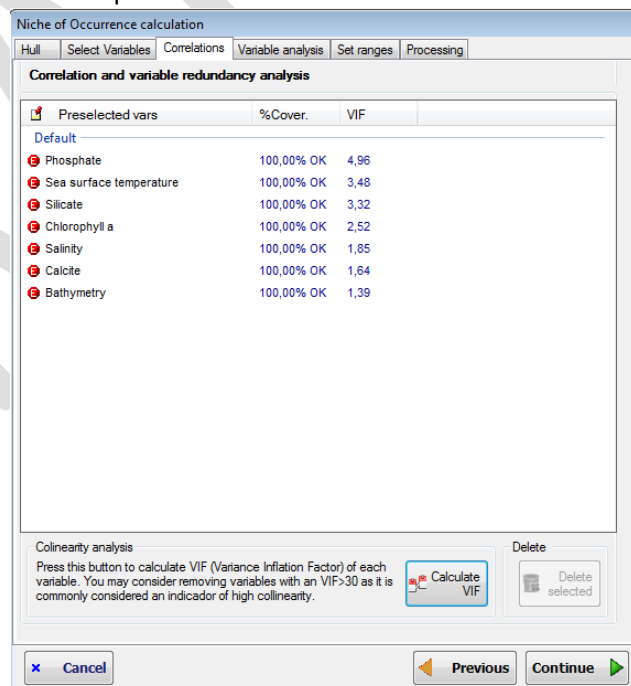 Niche of Occurrence calculation
Hull Select Variables Correlations Variable analysis Set ranges Processing
Correlation and variable redundancy analysis
Preselected vars %Cover. VIF
Default
Phosphate 100,00% OK 4,96
Sea surface temperature 100,00% OK 3,48
Silicate 100,00% OK 3,32
Chlorophyll a 100,00% OK 2,52
Salinity 100,00% OK 1,85
Calcite 100,00% OK 1,64
Bathymetry 100,00% OK 1,39
Colinearity analysis
Press this button to calculate VIF (Variance Inflation Factor) of each
variable. You may consider removing variables with an VIF>30 as it is
commonly considered an indicador of high collinearity.
Calculate
VIF
Delete
Delete
selected
Cancel Previous Continue